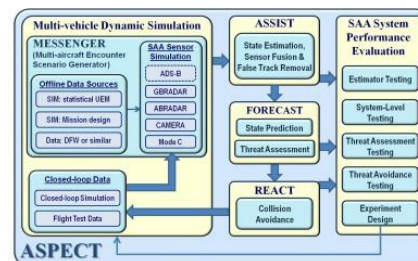 Multi-vehicle Dynamic Simulation
MESSENGER
(Multi-aircraft Encounter
Scenario Generator)
Offline Data Sources
SIM: statistical UEM
SIM: Mission design
Data: DFW or similar
SAA Sensor
Simulation
ADS-B
GBRADAR
ABRADAR
CAMERA
Mode C
Closed-loop Data
Closed-loop Simulation
Flight Test Data
ASSIST
State Estimation,
Sensor Fusion &
False Track Removal
FORECAST
State Prediction
Threat Assessment
REACT
Collision
Avoidance
SAA System
Performance
Evaluation
Estimator Testing
System-Level
Testing
Threat Assessment
Testing
Threat Avoidance
Testing
Experiment
Design
ASPECT